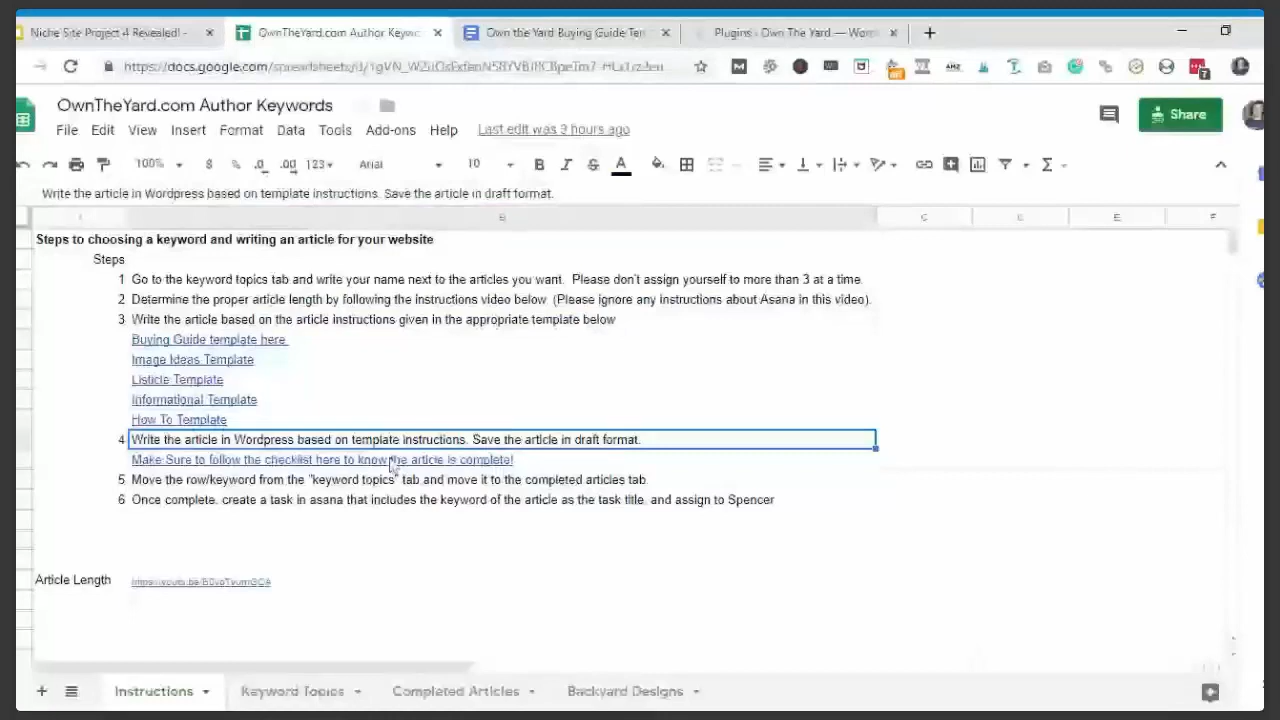 Niche Site Project 4 Revealed!
OwnTheYard.com Author Keywo
Own the Yard Buying Guide Tem
Plugins ‹ Own The Yard — Word
https://docs.google.com/spreadsheets/d/
OwnTheYard.com Author Keywords
File Edit View Insert Format Data Tools Add-ons Help Last edit was 3 hours ago
Share
100% $ % .0 .00 123 Arial 10 B I S A
Write the article in Wordpress based on template instructions. Save the article in draft format.
B C D E F
Steps to choosing a keyword and writing an article for your website
Steps
1 Go to the keyword topics tab and write your name next to the articles you want. Please don't assign yourself to more than 3 at a time.
2 Determine the proper article length by following the instructions video below (Please ignore any instructions about Asana in this video).
3 Write the article based on the article instructions given in the appropriate template below
Buying Guide template here
Image Ideas Template
Listicle Template
Informational Template
How To Template
4 Write the article in Wordpress based on template instructions. Save the article in draft format.
Make Sure to follow the checklist here to know the article is complete!
5 Move the row/keyword from the "keyword topics" tab and move it to the completed articles tab
6 Once complete, create a task in asana that includes the keyword of the article as the task title, and assign to Spencer
Article Length
Instructions Keyword Topics Completed Articles Backyard Designs